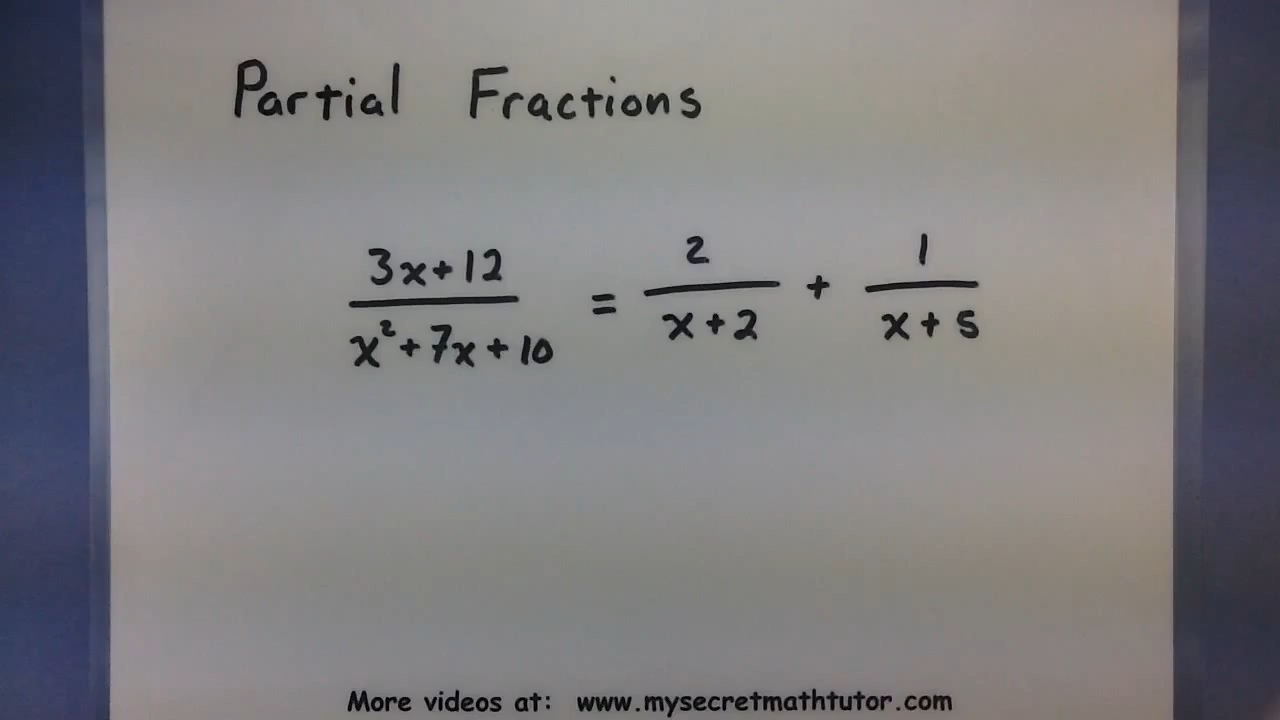 Partial Fractions
3x+12 / x²+7x+10 = 2 / x+2 + 1 / x+5
More videos at: www.mysecretmathtutor.com